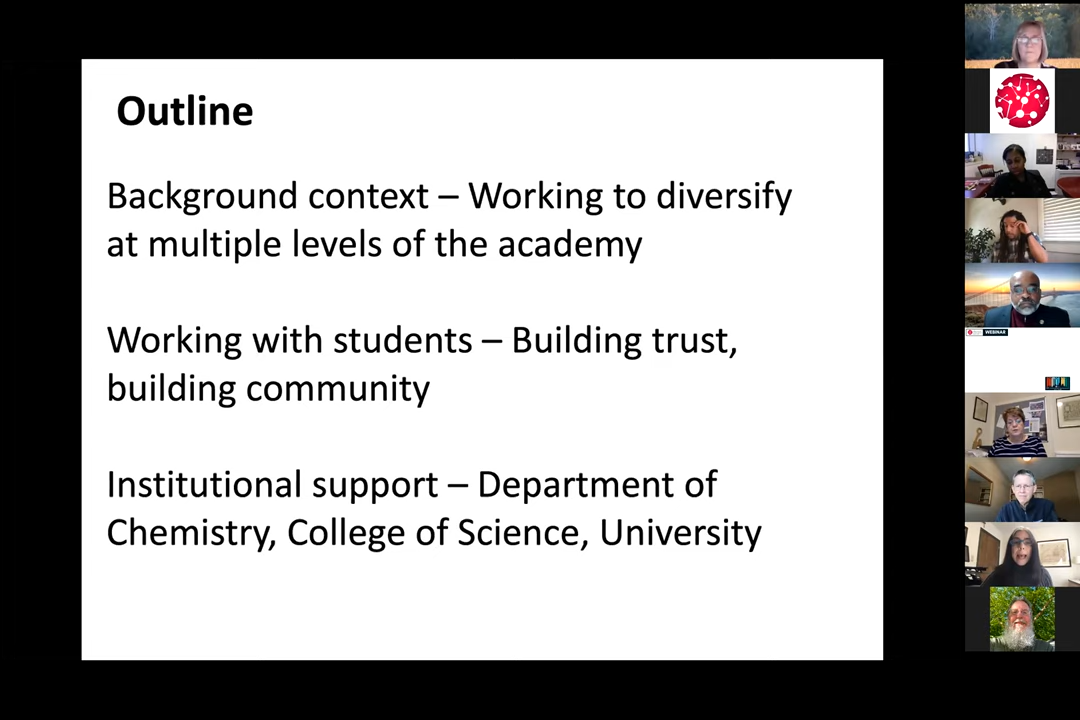 Outline
Background context – Working to diversify
at multiple levels of the academy
Working with students – Building trust,
building community
Institutional support – Department of
Chemistry, College of Science, University
WEBINAR